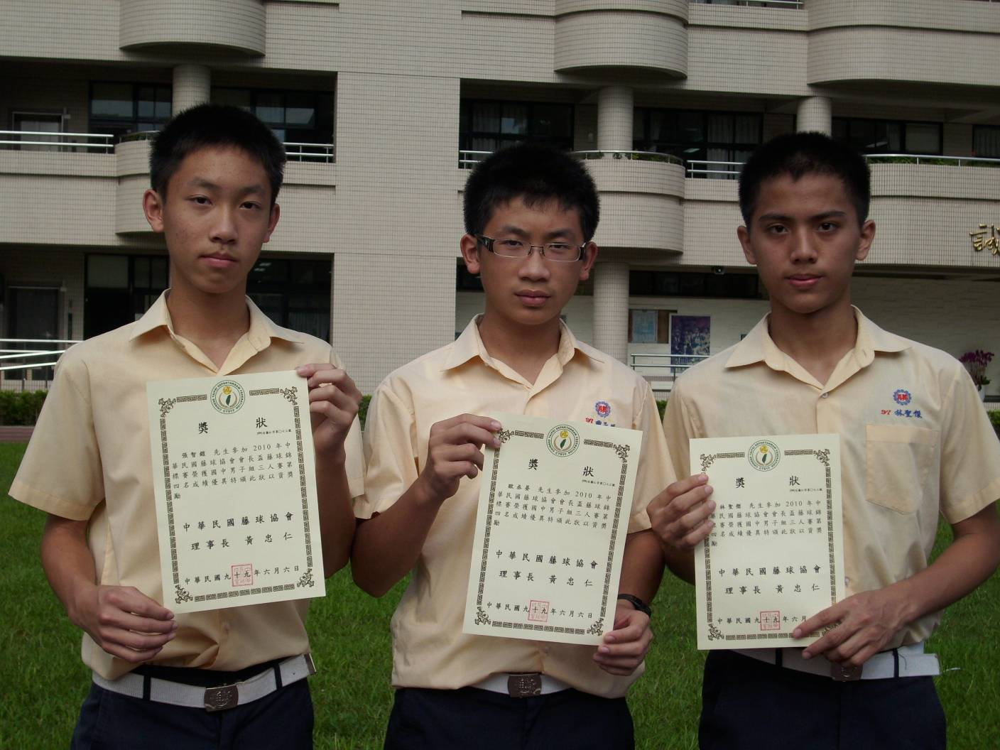 誠
獎 狀
張智鎧 先生參加 2010 年中
華民國藤球協會會長盃藤球錦
標賽榮獲國中男子組三人賽第
四名成績優異特頒此狀以資獎
勵
中華民國藤球協會
理事長 黃忠仁
中華民國九十九年六月六日
獎 狀
歐丞晏 先生參加 2010 年中
華民國藤球協會會長盃藤球錦
標賽榮獲國中男子組三人賽第
四名成績優異特頒此狀以資獎
勵
中華民國藤球協會
理事長 黃忠仁
中華民國九十九年六月六日
97 林聖傑
獎 狀
林聖傑 先生參加 2010 年中
華民國藤球協會會長盃藤球錦
標賽榮獲國中男子組三人賽第
四名成績優異特頒此狀以資獎
勵
中華民國藤球協會
理事長 黃忠仁
中華民國九十九年六月